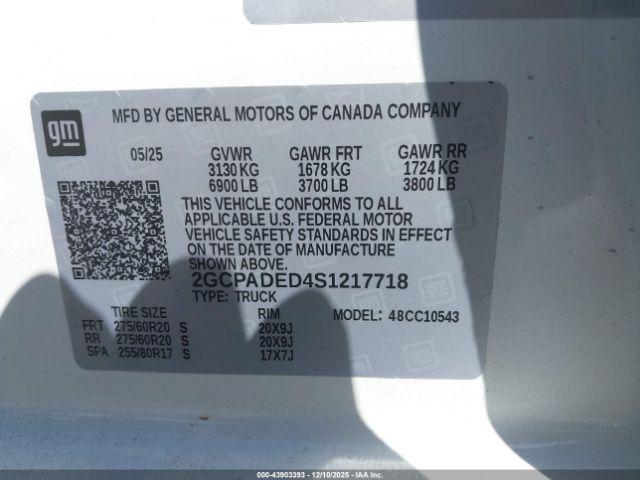 MFD BY GENERAL MOTORS OF CANADA COMPANY
gm
05/25 GVWR GAWR FRT GAWR RR
3130 KG 1678 KG 1724 KG
6900 LB 3700 LB 3800 LB
THIS VEHICLE CONFORMS TO ALL
APPLICABLE U.S. FEDERAL MOTOR
VEHICLE SAFETY STANDARDS IN EFFECT
ON THE DATE OF MANUFACTURE
SHOWN ABOVE.
2GCPADED4S1217718
TYPE: TRUCK
TIRE SIZE RIM MODEL: 48CC10543
FRT 275/60R20 S 20X9J
RR 275/60R20 S 20X9J
SPA 255/80R17 S 17X7J
000-43903393 - 12/10/2025 - IAABU